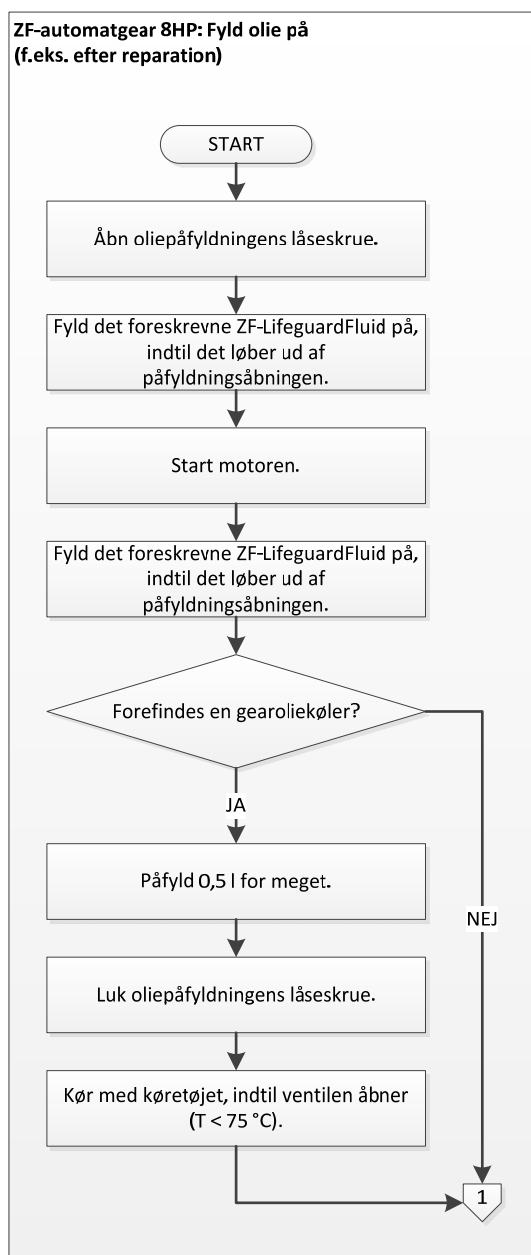 ZF-automatgear 8HP: Fyld olie på
(f.eks. efter reparation)
START
Åbn oliepåfyldningens låseskrue.
Fyld det foreskrevne ZF-LifeguardFluid på,
indtil det løber ud af
påfyldningsåbningen.
Start motoren.
Fyld det foreskrevne ZF-LifeguardFluid på,
indtil det løber ud af
påfyldningsåbningen.
Forefindes en gearoliekøler?
JA
Påfyld 0,5 l for meget.
NEJ
Luk oliepåfyldningens låseskrue.
Kør med køretøjet, indtil ventilen åbner
(T < 75 °C).
1